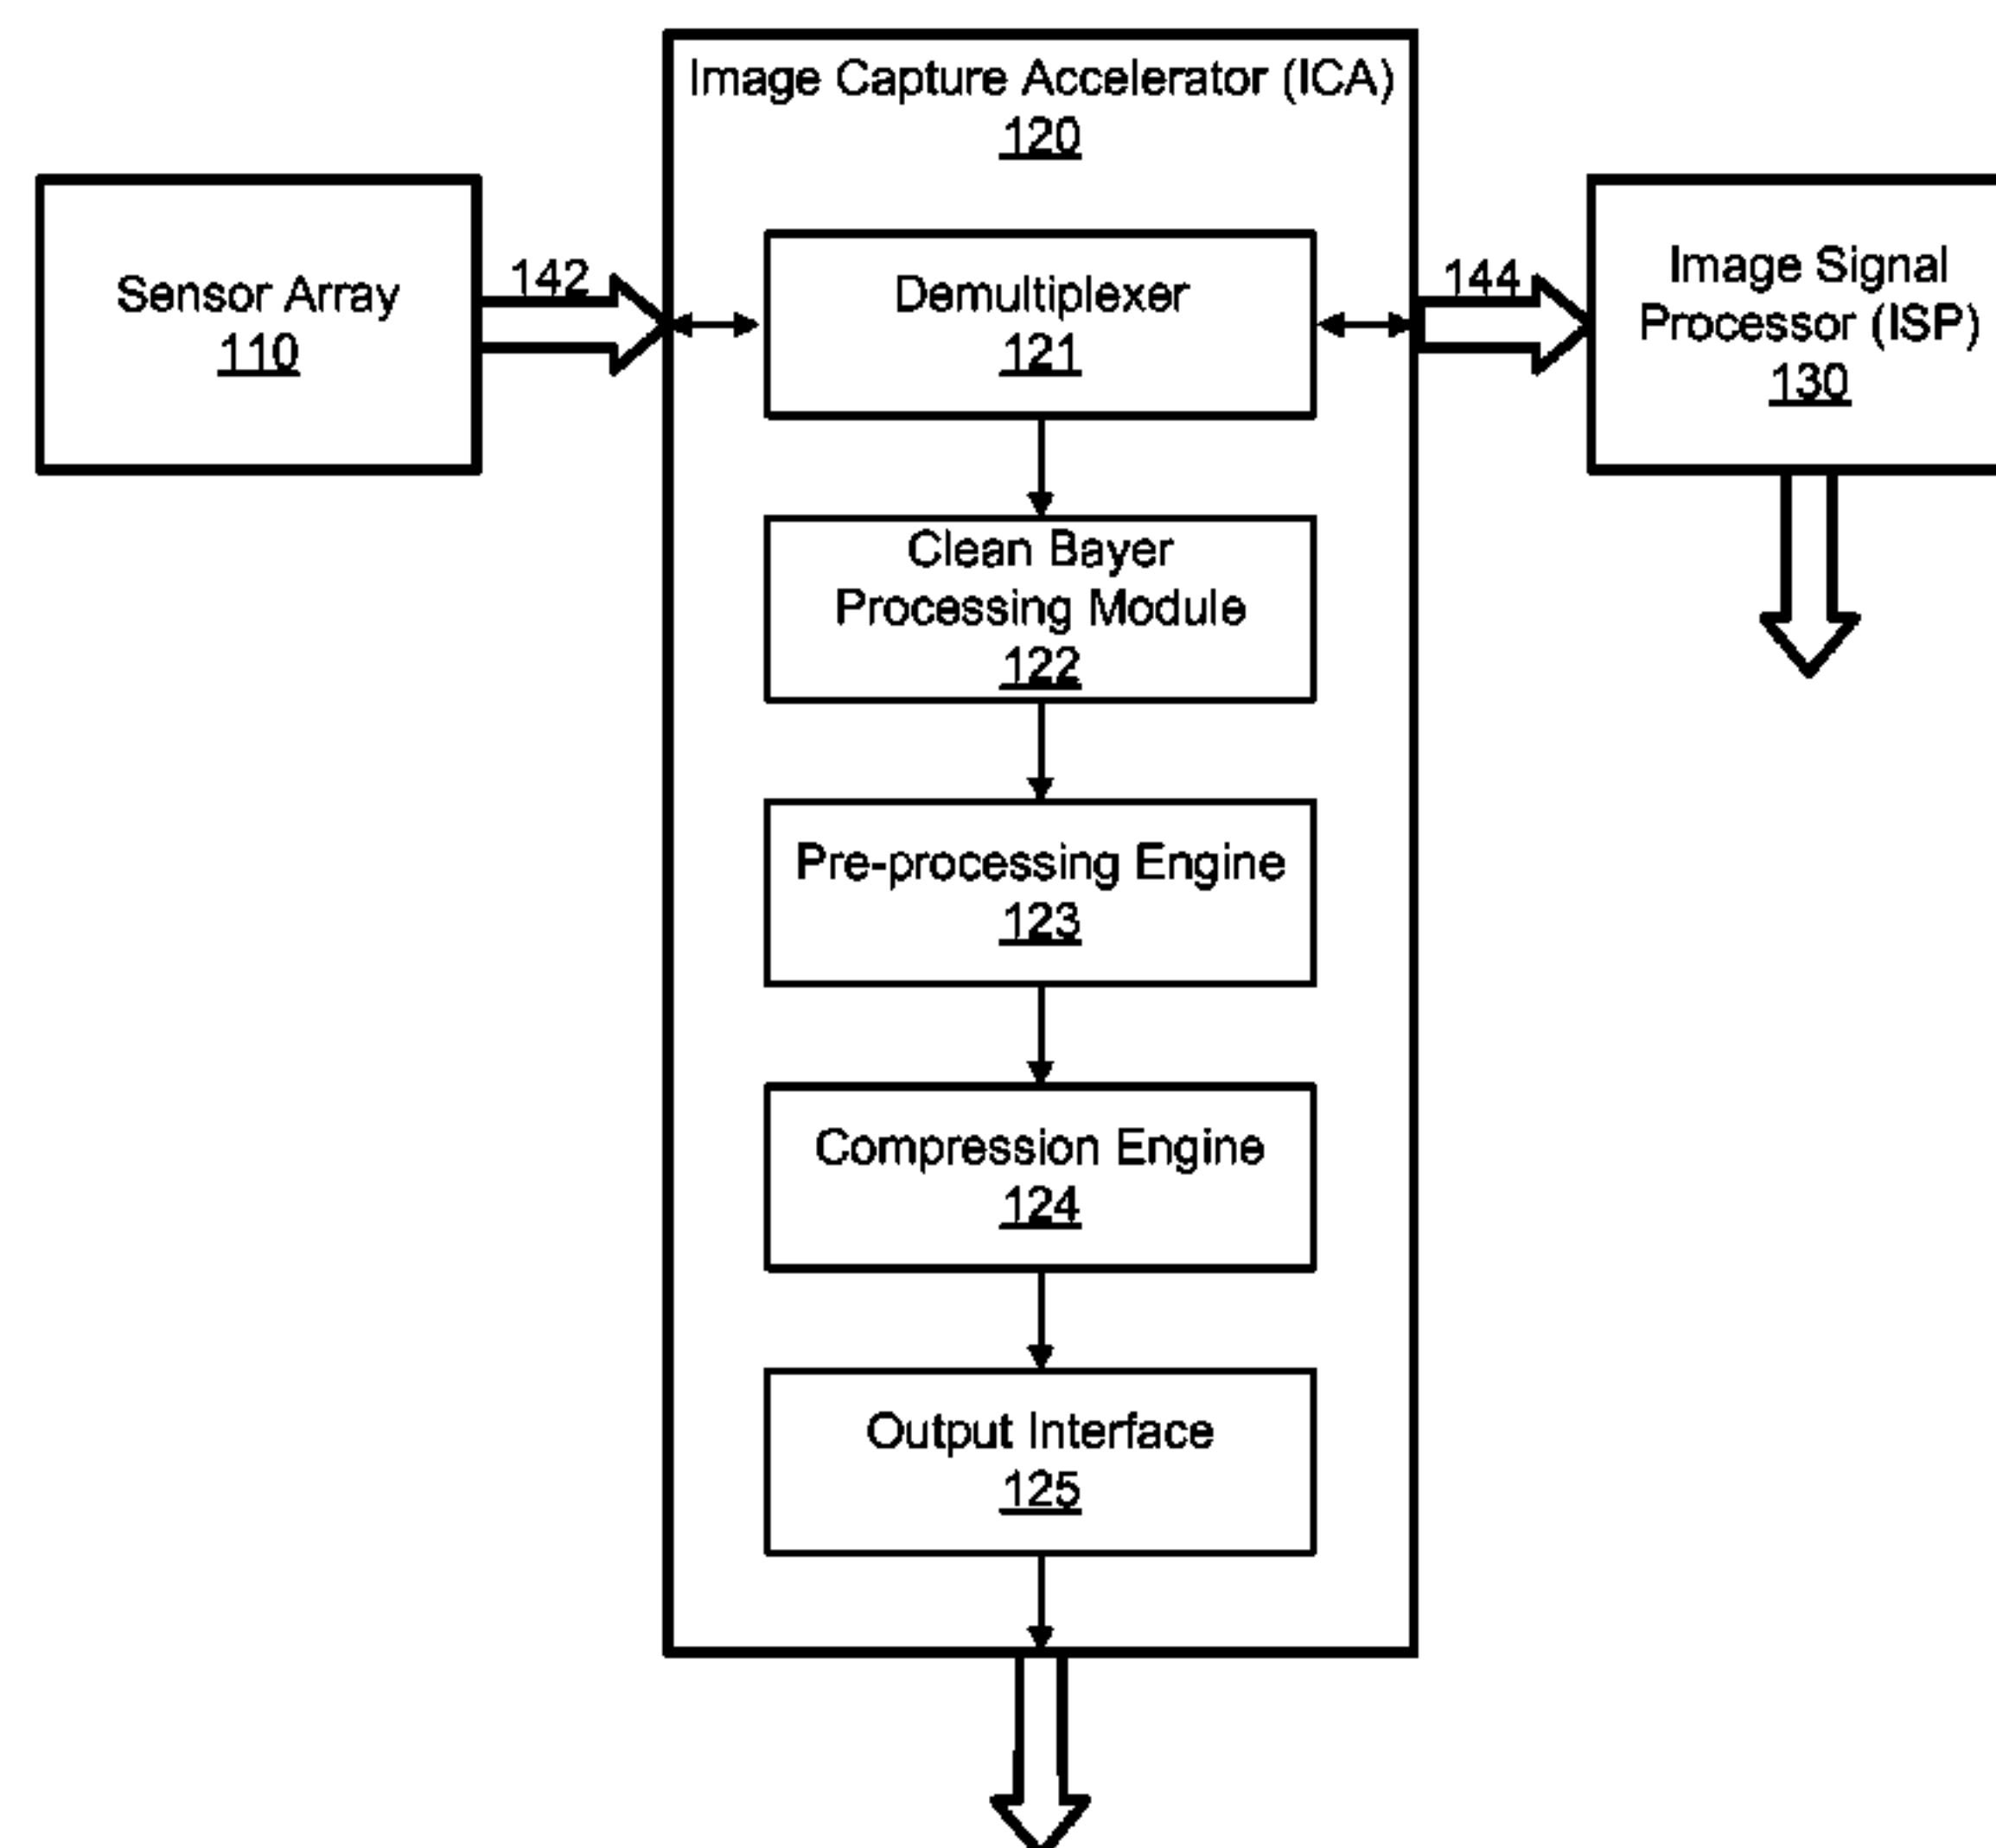 Image Capture Accelerator (ICA)
120
Sensor Array
110
142
Demultiplexer
121
144
Image Signal
Processor (ISP)
130
Clean Bayer
Processing Module
122
Pre-processing Engine
123
Compression Engine
124
Output Interface
125